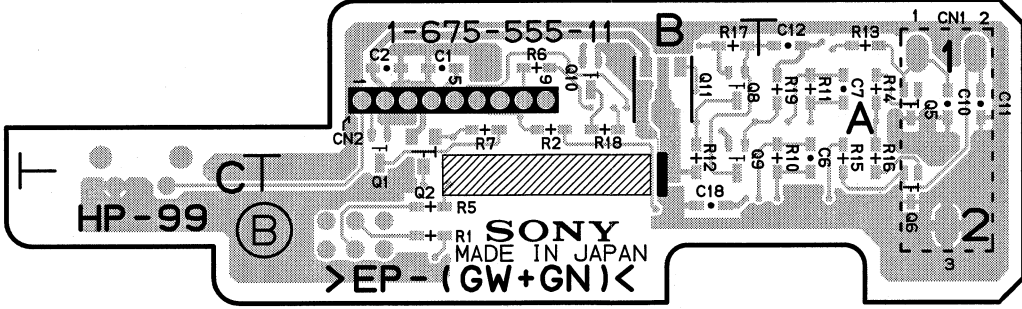 1-675-555-11
B
R17
C12
R13
1
CN1
2
C2
C1
R6
5
9
Q10
1
CN2
Q11
Q8
R19
R11
C7
R14
A
1
Q5
C10
C11
R7
R2
R18
R12
Q9
R10
C6
R15
R16
Q1
Q2
C
HP-99
B
R5
R1
C18
Q6
2
3
SONY
MADE IN JAPAN
>EP-(GW+GN)<